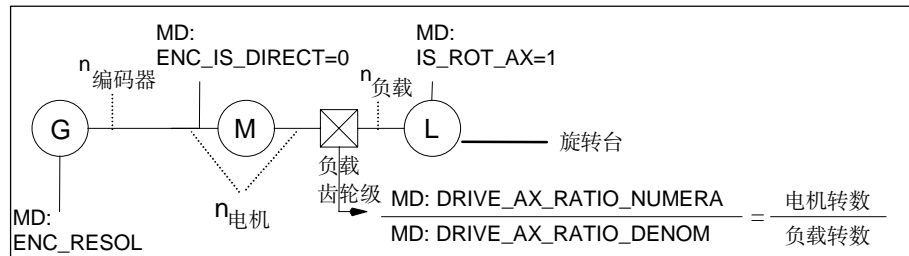 MD:
ENC_IS_DIRECT=0
MD:
IS_ROT_AX=1
n编码器
n负载
G
M
L
旋转台
负载
齿轮级
n电机
MD: DRIVE_AX_RATIO_NUMERA
MD: DRIVE_AX_RATIO_DENOM
=
电机转数
负载转数
MD:
ENC_RESOL